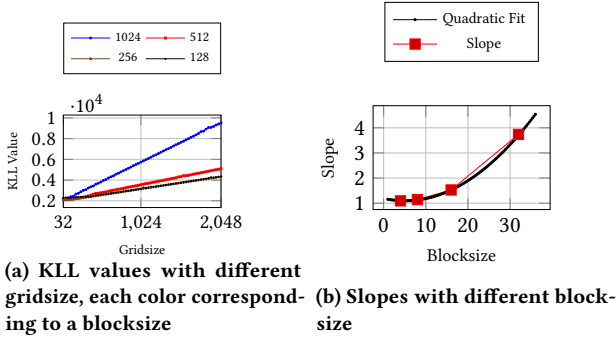 1024 512
256 128
·10⁴
1
0.8
0.6
0.4
0.2
KLL Value
32 1,024 2,048
Gridsize
(a) KLL values with different
gridsize, each color correspond-
ing to a blocksize
Quadratic Fit
Slope
4
3
2
1
Slope
0 10 20 30
Blocksize
(b) Slopes with different block-
size